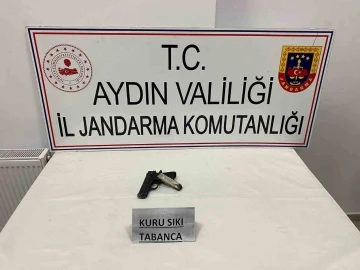 T.C.
AYDIN VALİLİĞİ
İL JANDARMA KOMUTANLIĞI
KURU SIKI
TABANCA